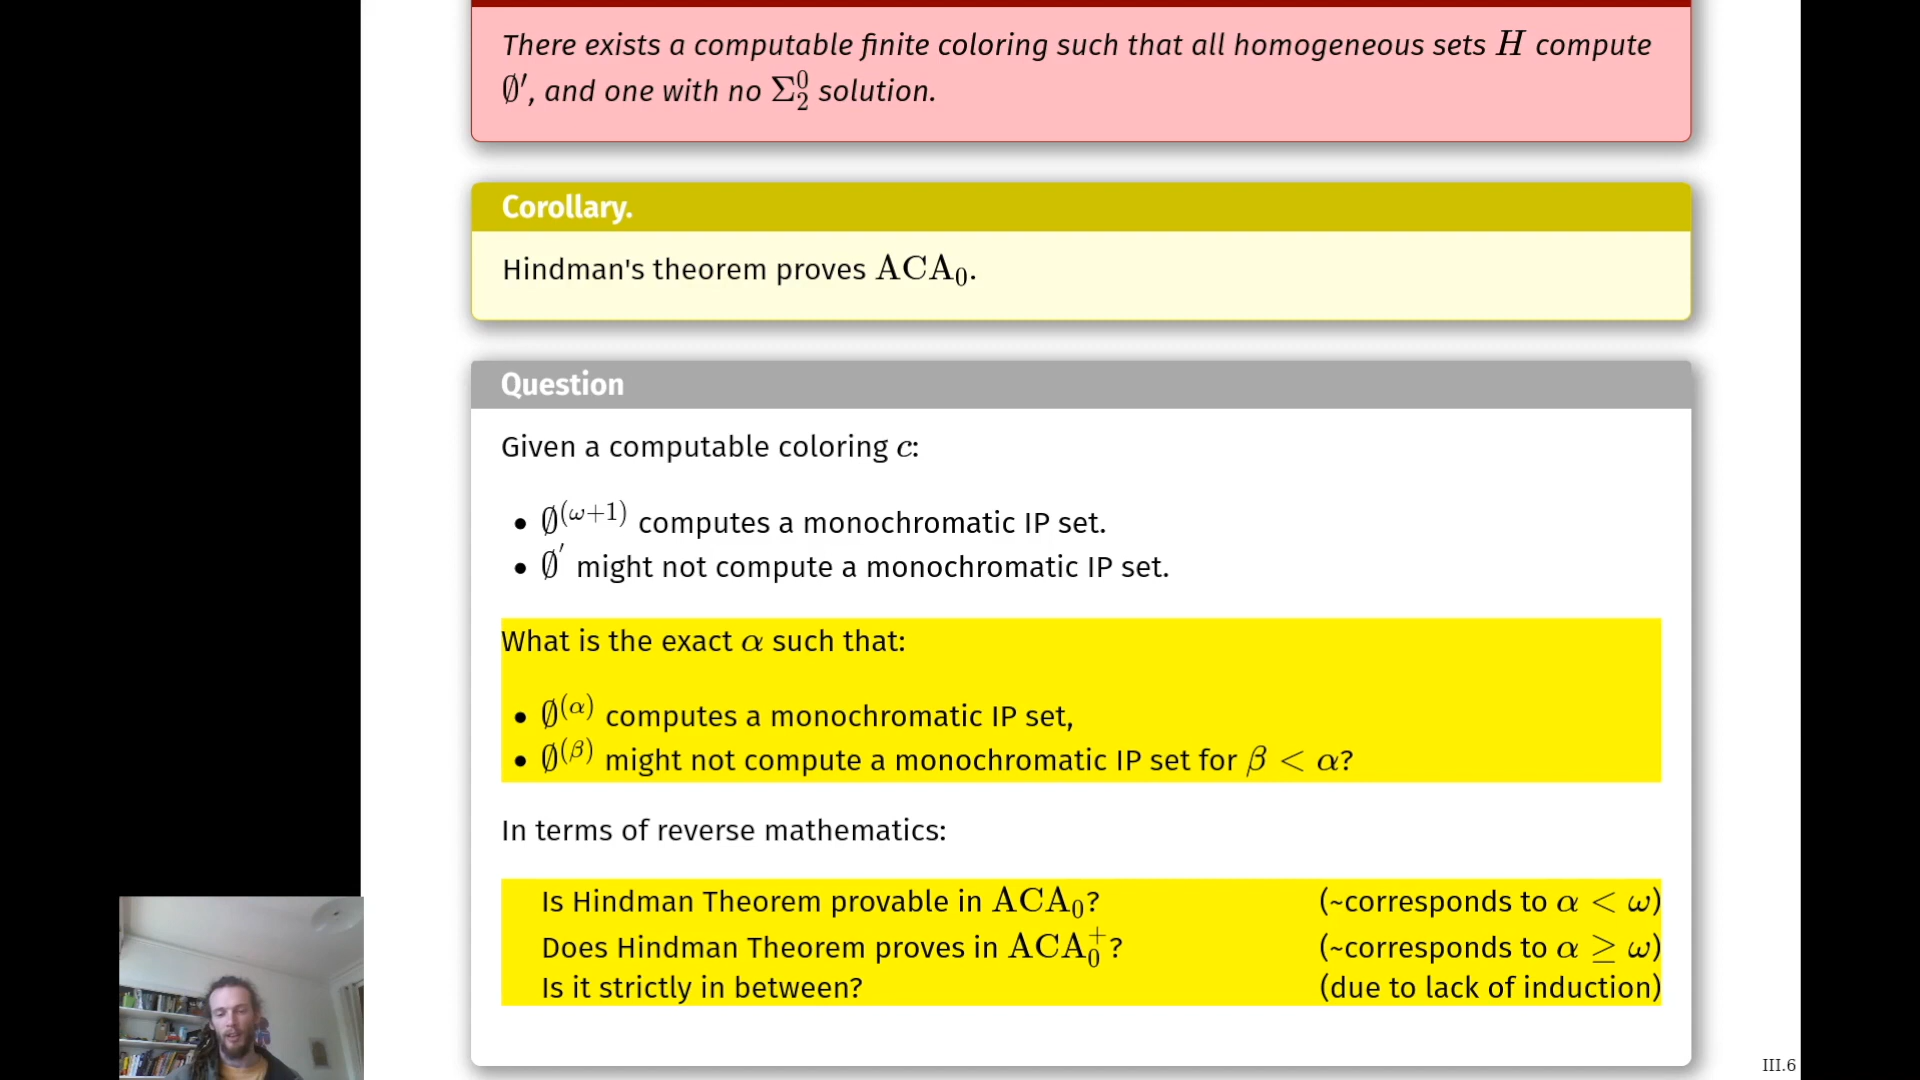 There exists a computable finite coloring such that all homogeneous sets H compute
∅′, and one with no Σ⁰₂ solution.
Corollary.
Hindman's theorem proves ACA₀.
Question
Given a computable coloring c:
• ∅⁽ω⁺¹⁾ computes a monochromatic IP set.
• ∅′ might not compute a monochromatic IP set.
What is the exact α such that:
• ∅^(α) computes a monochromatic IP set,
• ∅^(β) might not compute a monochromatic IP set for β < α?
In terms of reverse mathematics:
Is Hindman Theorem provable in ACA₀? (~corresponds to α < ω)
Does Hindman Theorem proves in ACA₀⁺? (~corresponds to α ≥ ω)
Is it strictly in between? (due to lack of induction)
III.6